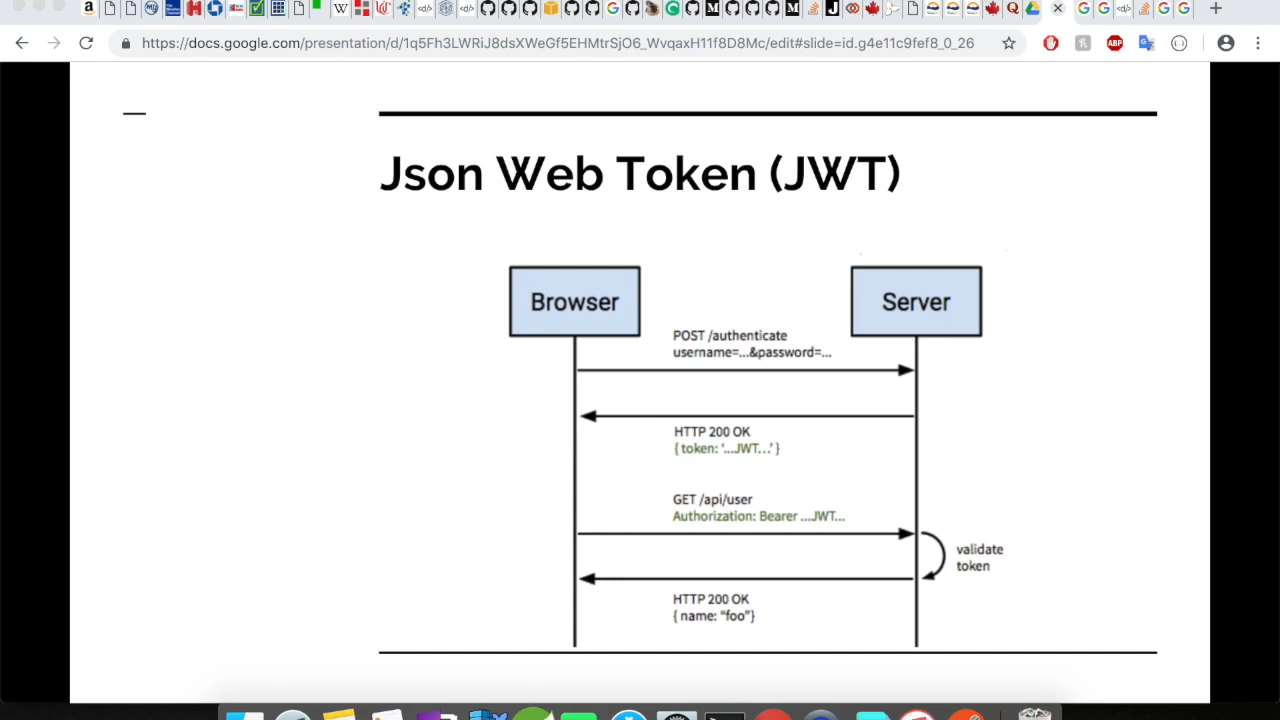 https://docs.google.com/presentation/d/1q5Fh3LWRiJ8dsXWeGf5EHMtrSjO6_WvqaxH11f8D8Mc/edit#slide=id.g4e11c9fef8_0_26
Json Web Token (JWT)
Browser
Server
POST /authenticate
username=...&password=...
HTTP 200 OK
{ token: '...JWT...' }
GET /api/user
Authorization: Bearer ...JWT...
validate
token
HTTP 200 OK
{ name: "foo"}